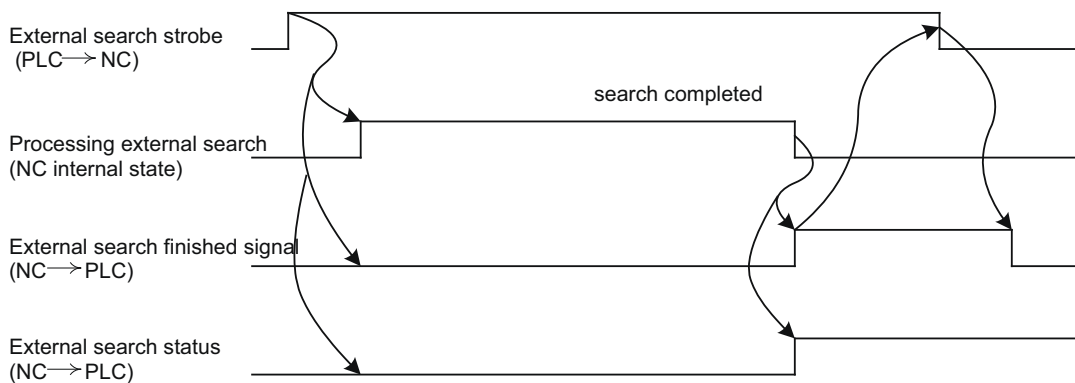 External search strobe
(PLC→NC)
search completed
Processing external search
(NC internal state)
External search finished signal
(NC→PLC)
External search status
(NC→PLC)